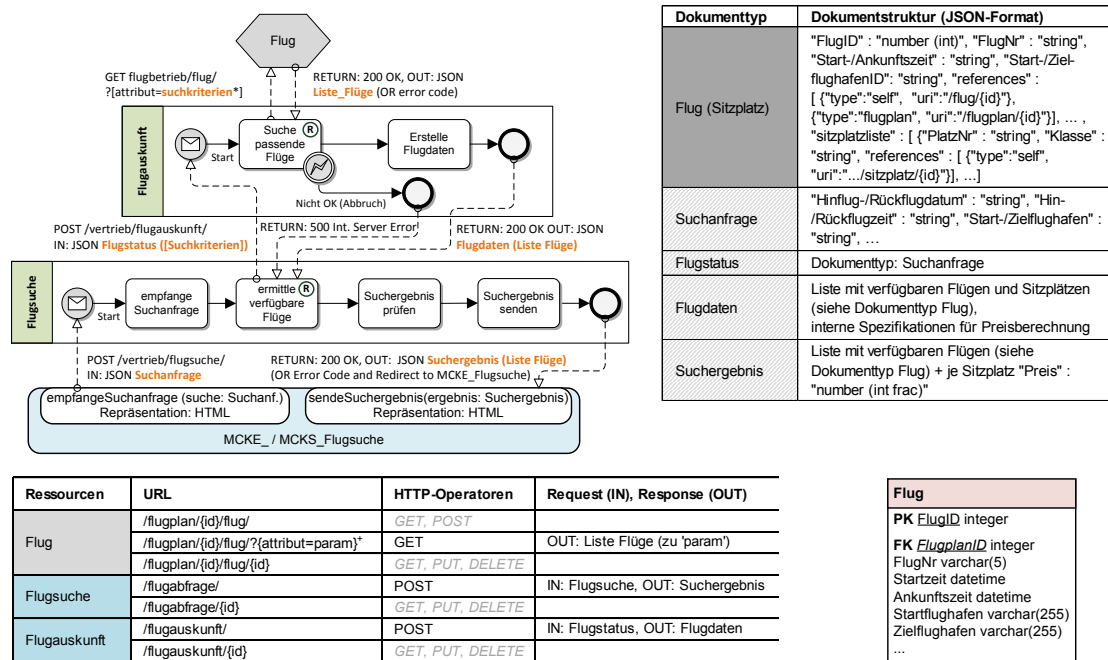 Flug
GET flugbetrieb/flug/
?[attribut=suchkriterien*]
RETURN: 200 OK, OUT: JSON
Liste_Flüge (OR error code)
Flugauskunft
Start
Suche
passende
Flüge
R
Erstelle
Flugdaten
Nicht OK (Abbruch)
POST /vertrieb/flugauskunft/
IN: JSON Flugstatus ([Suchkriterien])
RETURN: 500 Int. Server Error
RETURN: 200 OK OUT: JSON
Flugdaten (Liste Flüge)
Flugsuche
Start
empfange
Suchanfrage
ermittle
verfügbare
Flüge
R
Suchergebnis
prüfen
Suchergebnis
senden
POST /vertrieb/flugsuche/
IN: JSON Suchanfrage
RETURN: 200 OK, OUT: JSON Suchergebnis (Liste Flüge)
(OR Error Code and Redirect to MCKE_Flugsuche)
empfangeSuchanfrage (suche: Suchanf.)
Repräsentation: HTML
sendeSuchergebnis(ergebnis: Suchergebnis)
Repräsentation: HTML
MCKE_ / MCKS_Flugsuche
Dokumenttyp Dokumentstruktur (JSON-Format)
Flug (Sitzplatz)
"FlugID" : "number (int)", "FlugNr" : "string",
"Start-/Ankunftszeit" : "string", "Start-/Ziel-
flughafenID": "string", "references" :
[ {"type":"self", "uri":"/flug/{id}"},
{"type":"flugplan", "uri":"/flugplan/{id}"}], ... ,
"sitzplatzliste" : [ {"PlatzNr" : "string", "Klasse" :
"string", "references" : [ {"type":"self",
"uri":".../sitzplatz/{id}"}], ...]
Suchanfrage
"Hinflug-/Rückflugdatum" : "string", "Hin-
/Rückflugzeit" : "string", "Start-/Zielflughafen" :
"string", …
Flugstatus Dokumenttyp: Suchanfrage
Flugdaten
Liste mit verfügbaren Flügen und Sitzplätzen
(siehe Dokumenttyp Flug),
interne Spezifikationen für Preisberechnung
Suchergebnis
Liste mit verfügbaren Flügen (siehe
Dokumenttyp Flug) + je Sitzplatz "Preis" :
"number (int frac)"
Ressourcen URL HTTP-Operatoren Request (IN), Response (OUT)
Flug
/flugplan/{id}/flug/ GET, POST
/flugplan/{id}/flug/?{attribut=param}+ GET OUT: Liste Flüge (zu 'param')
/flugplan/{id}/flug/{id} GET, PUT, DELETE
Flugsuche
/flugabfrage/ POST IN: Flugsuche, OUT: Suchergebnis
/flugabfrage/{id} GET, PUT, DELETE
Flugauskunft
/flugauskunft/ POST IN: Flugstatus, OUT: Flugdaten
/flugauskunft/{id} GET, PUT, DELETE
Flug
PK FlugID integer
FK FlugplanID integer
FlugNr varchar(5)
Startzeit datetime
Ankunftszeit datetime
Startflughafen varchar(255)
Zielflughafen varchar(255)
...